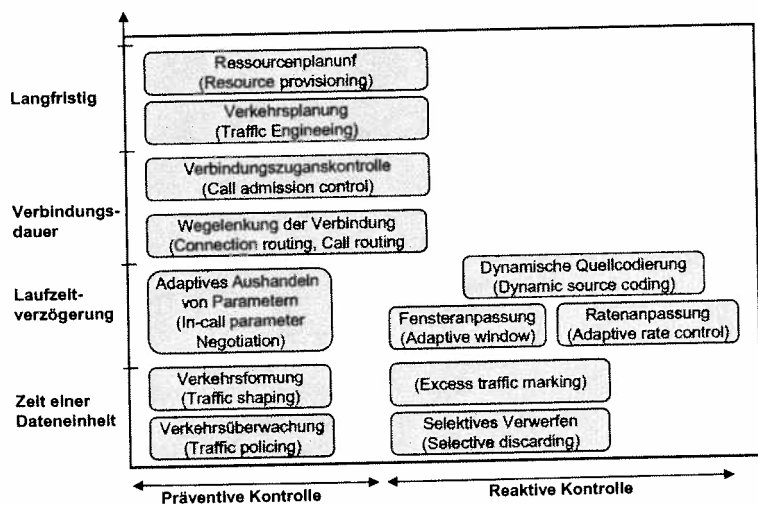 Langfristig
Ressourcenplanunf
(Resource provisioning)
Verkehrsplanung
(Traffic Engineeing)
Verbindungs-
dauer
Verbindungszuganskontrolle
(Call admission control)
Wegelenkung der Verbindung
(Connection routing, Call routing
Laufzeit-
verzögerung
Adaptives Aushandeln
von Parametern
(In-call parameter
Negotiation)
Dynamische Quellcodierung
(Dynamic source coding)
Fensteranpassung
(Adaptive window)
Ratenanpassung
(Adaptive rate control)
Zeit einer
Dateneinheit
Verkehrsformung
(Traffic shaping)
Verkehrsüberwachung
(Traffic policing)
(Excess traffic marking)
Selektives Verwerfen
(Selective discarding)
Präventive Kontrolle
Reaktive Kontrolle